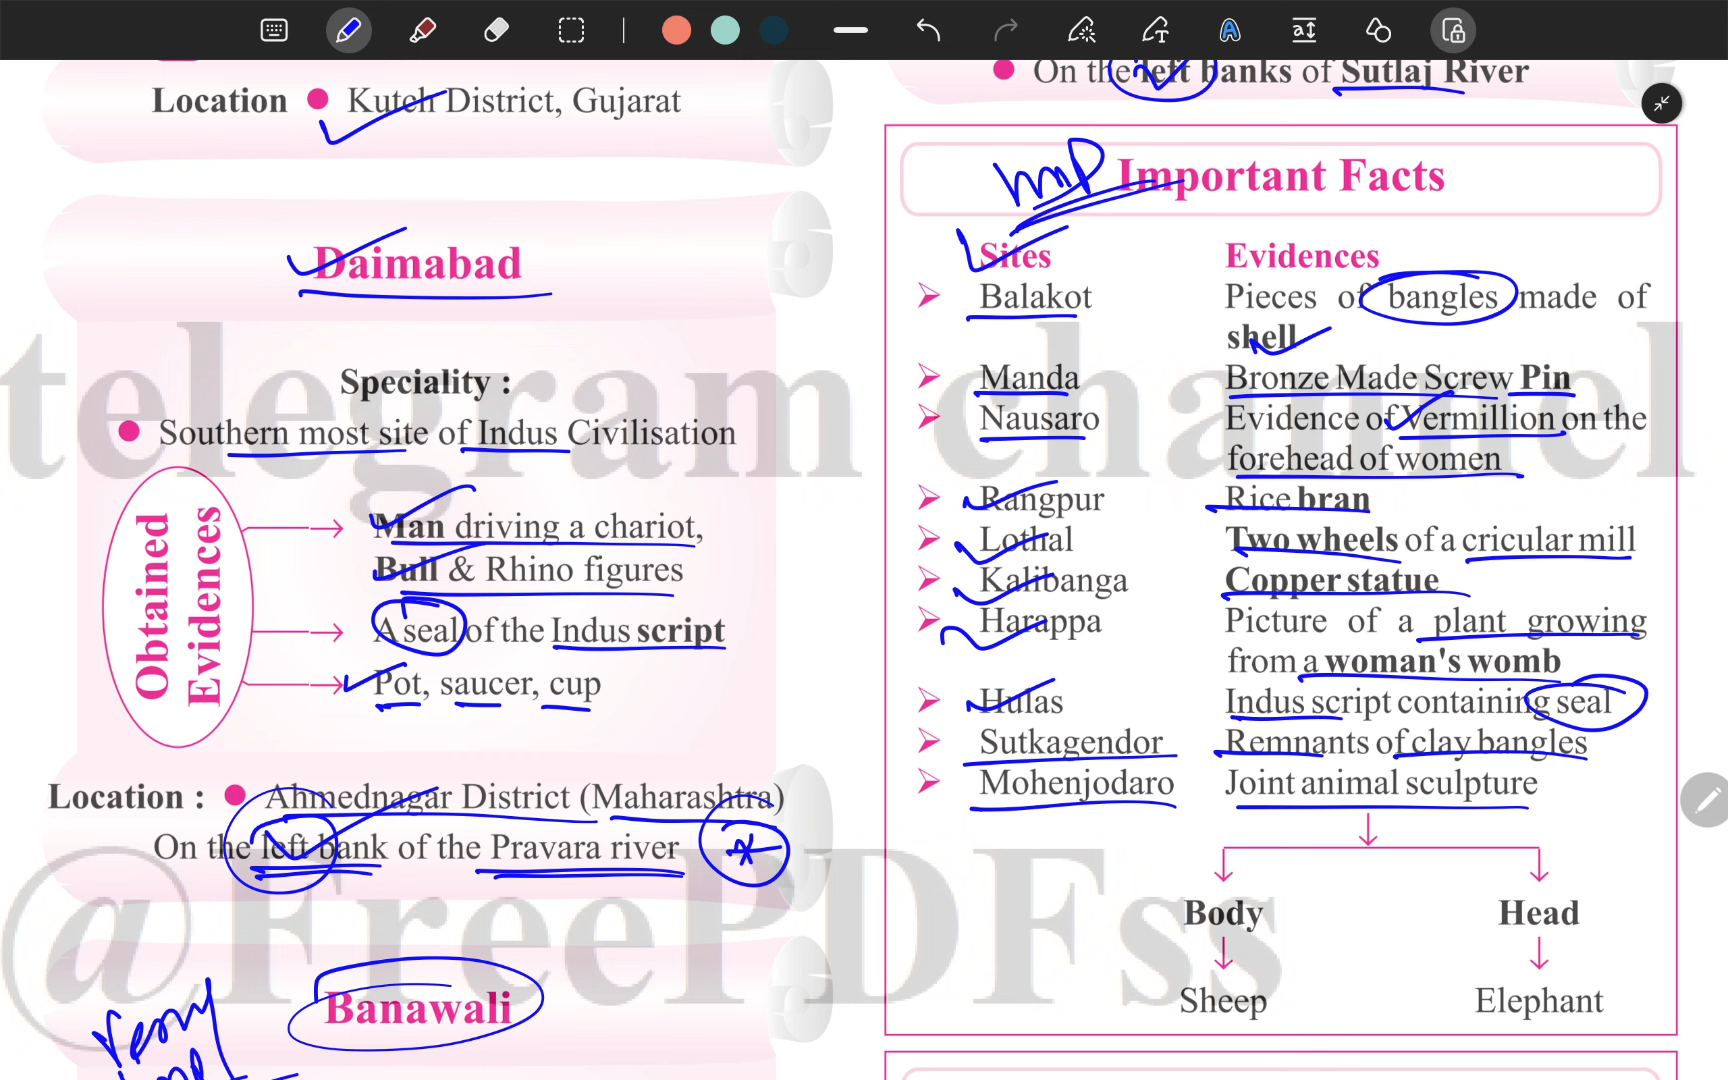 Location ● Kutch District, Gujarat
Daimabad
Speciality :
● Southern most site of Indus Civilisation
Obtained
Evidences
Man driving a chariot,
Bull & Rhino figures
A seal of the Indus script
Pot, saucer, cup
Location : ● Ahmednagar District (Maharashtra)
On the left bank of the Pravara river
Banawali
● On the left banks of Sutlaj River
Imp
Important Facts
Sites Evidences
Balakot Pieces of bangles made of
shell
Manda Bronze Made Screw Pin
Nausaro Evidence of Vermillion on the
forehead of women
Rangpur Rice bran
Lothal Two wheels of a cricular mill
Kalibanga Copper statue
Harappa Picture of a plant growing
from a woman's womb
Hulas Indus script containing seal
Sutkagendor Remnants of clay bangles
Mohenjodaro Joint animal sculpture
Body Head
Sheep Elephant
telegram channel
@FreePDFss